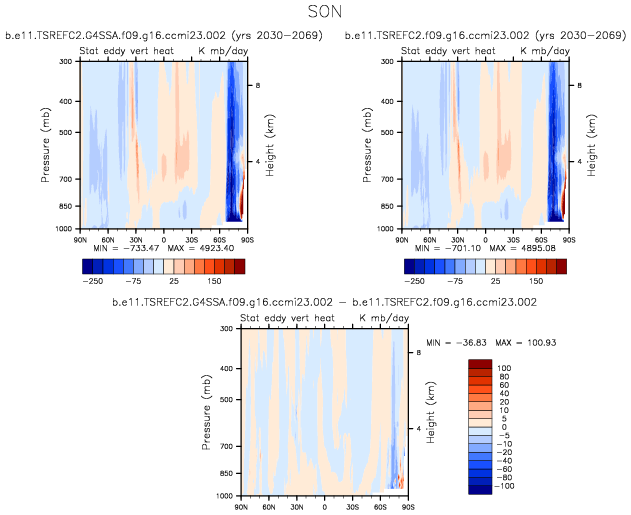 SON
b.e11.TSREFC2.G4SSA.f09.g16.ccmi23.002 (yrs 2030-2069)
b.e11.TSREFC2.f09.g16.ccmi23.002 (yrs 2030-2069)
Stat eddy vert heat K mb/day
Stat eddy vert heat K mb/day
300
400
500
700
850
1000
Pressure (mb)
8
4
Height (km)
90N 60N 30N 0 30S 60S 90S
MIN = -733.47 MAX = 4923.40
-250 -75 25 150
300
400
500
700
850
1000
Pressure (mb)
8
4
Height (km)
90N 60N 30N 0 30S 60S 90S
MIN = -701.10 MAX = 4895.08
-250 -75 25 150
b.e11.TSREFC2.G4SSA.f09.g16.ccmi23.002 - b.e11.TSREFC2.f09.g16.ccmi23.002
Stat eddy vert heat K mb/day
300
400
500
700
850
1000
Pressure (mb)
8
4
Height (km)
90N 60N 30N 0 30S 60S 90S
MIN = -36.83 MAX = 100.93
100
80
60
40
20
10
5
0
-5
-10
-20
-40
-60
-80
-100